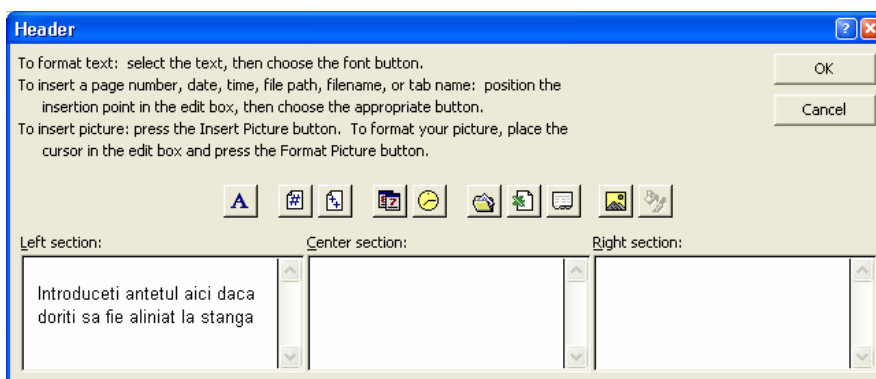 Header
To format text: select the text, then choose the font button.
To insert a page number, date, time, file path, filename, or tab name: position the
insertion point in the edit box, then choose the appropriate button.
To insert picture: press the Insert Picture button. To format your picture, place the
cursor in the edit box and press the Format Picture button.
OK
Cancel
A
Left section:
Center section:
Right section:
Introduceti antetul aici daca
doriti sa fie aliniat la stanga